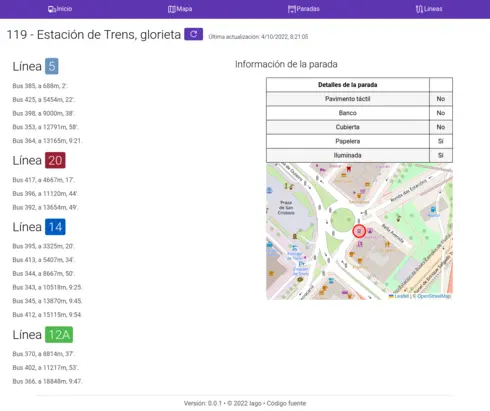 Inicio
Mapa
Paradas
Lineas
119 - Estación de Trens, glorieta
Última actualización: 4/10/2022, 8:21:05
Línea 5
Bus 385, a 688m, 2'.
Bus 425, a 5454m, 22'.
Bus 398, a 9000m, 38'.
Bus 353, a 12791m, 58'.
Bus 364, a 13165m, 9:21.
Línea 20
Bus 417, a 4667m, 17'.
Bus 396, a 11120m, 44'.
Bus 392, a 13654m, 49'.
Línea 14
Bus 395, a 3325m, 20'.
Bus 413, a 5407m, 34'.
Bus 344, a 8667m, 50'.
Bus 343, a 10518m, 9:25.
Bus 345, a 13870m, 9:45.
Bus 412, a 15115m, 9:54.
Línea 12A
Bus 370, a 8814m, 37'.
Bus 402, a 11217m, 53'.
Bus 366, a 18848m, 9:47.
Información de la parada
Detalles de la parada
Pavimento táctil No
Banco No
Cubierta No
Papelera Sí
Iluminada Sí
Praza
de San
Cristovo
Ronda das Estacións
Bella Avenida
Leaflet | © OpenStreetMap
Versión: 0.0.1 • © 2022 Iago • Código fuente